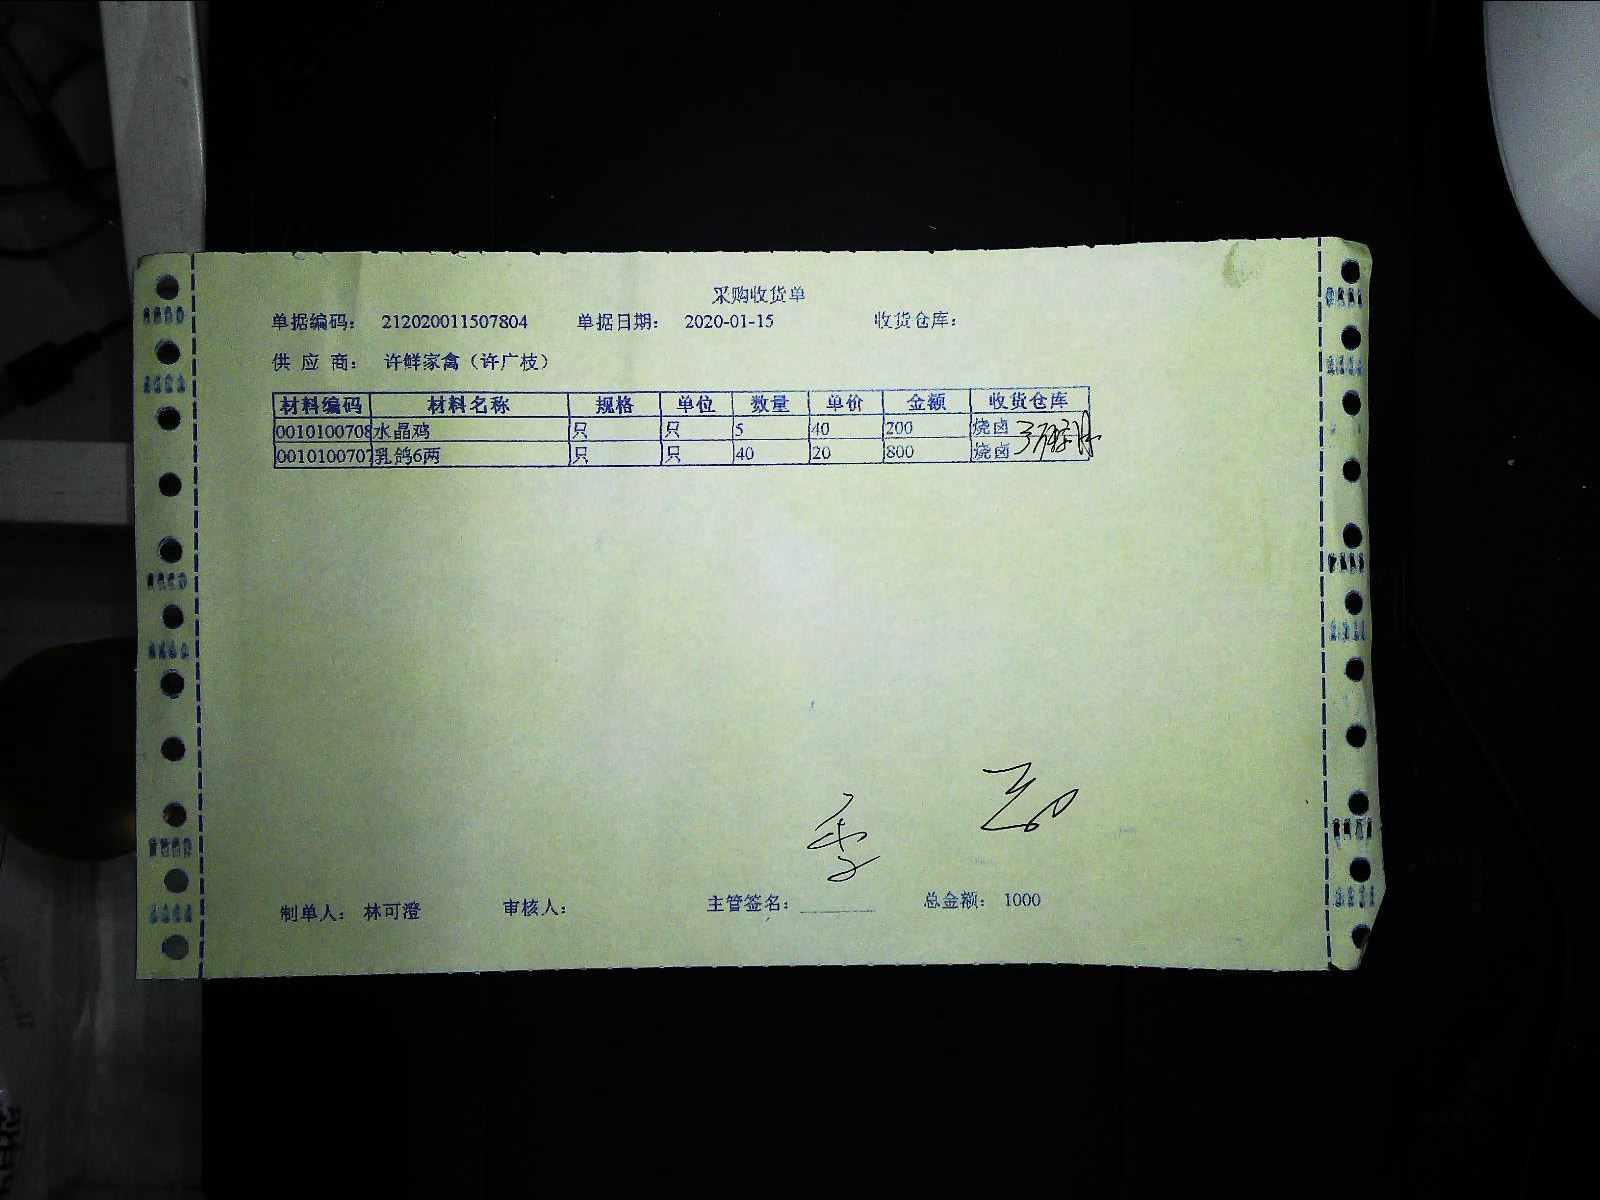 采购收货单
单据编码： 212020011507804 单据日期： 2020-01-15 收货仓库：
供 应 商： 许鲜家禽（许广枝）
材料编码 材料名称 规格 单位 数量 单价 金额 收货仓库
0010100708 水晶鸡 只 只 5 40 200 烧卤
0010100707 乳鸽6两 只 只 40 20 800 烧卤
制单人： 林可澄 审核人： 主管签名： 总金额： 1000